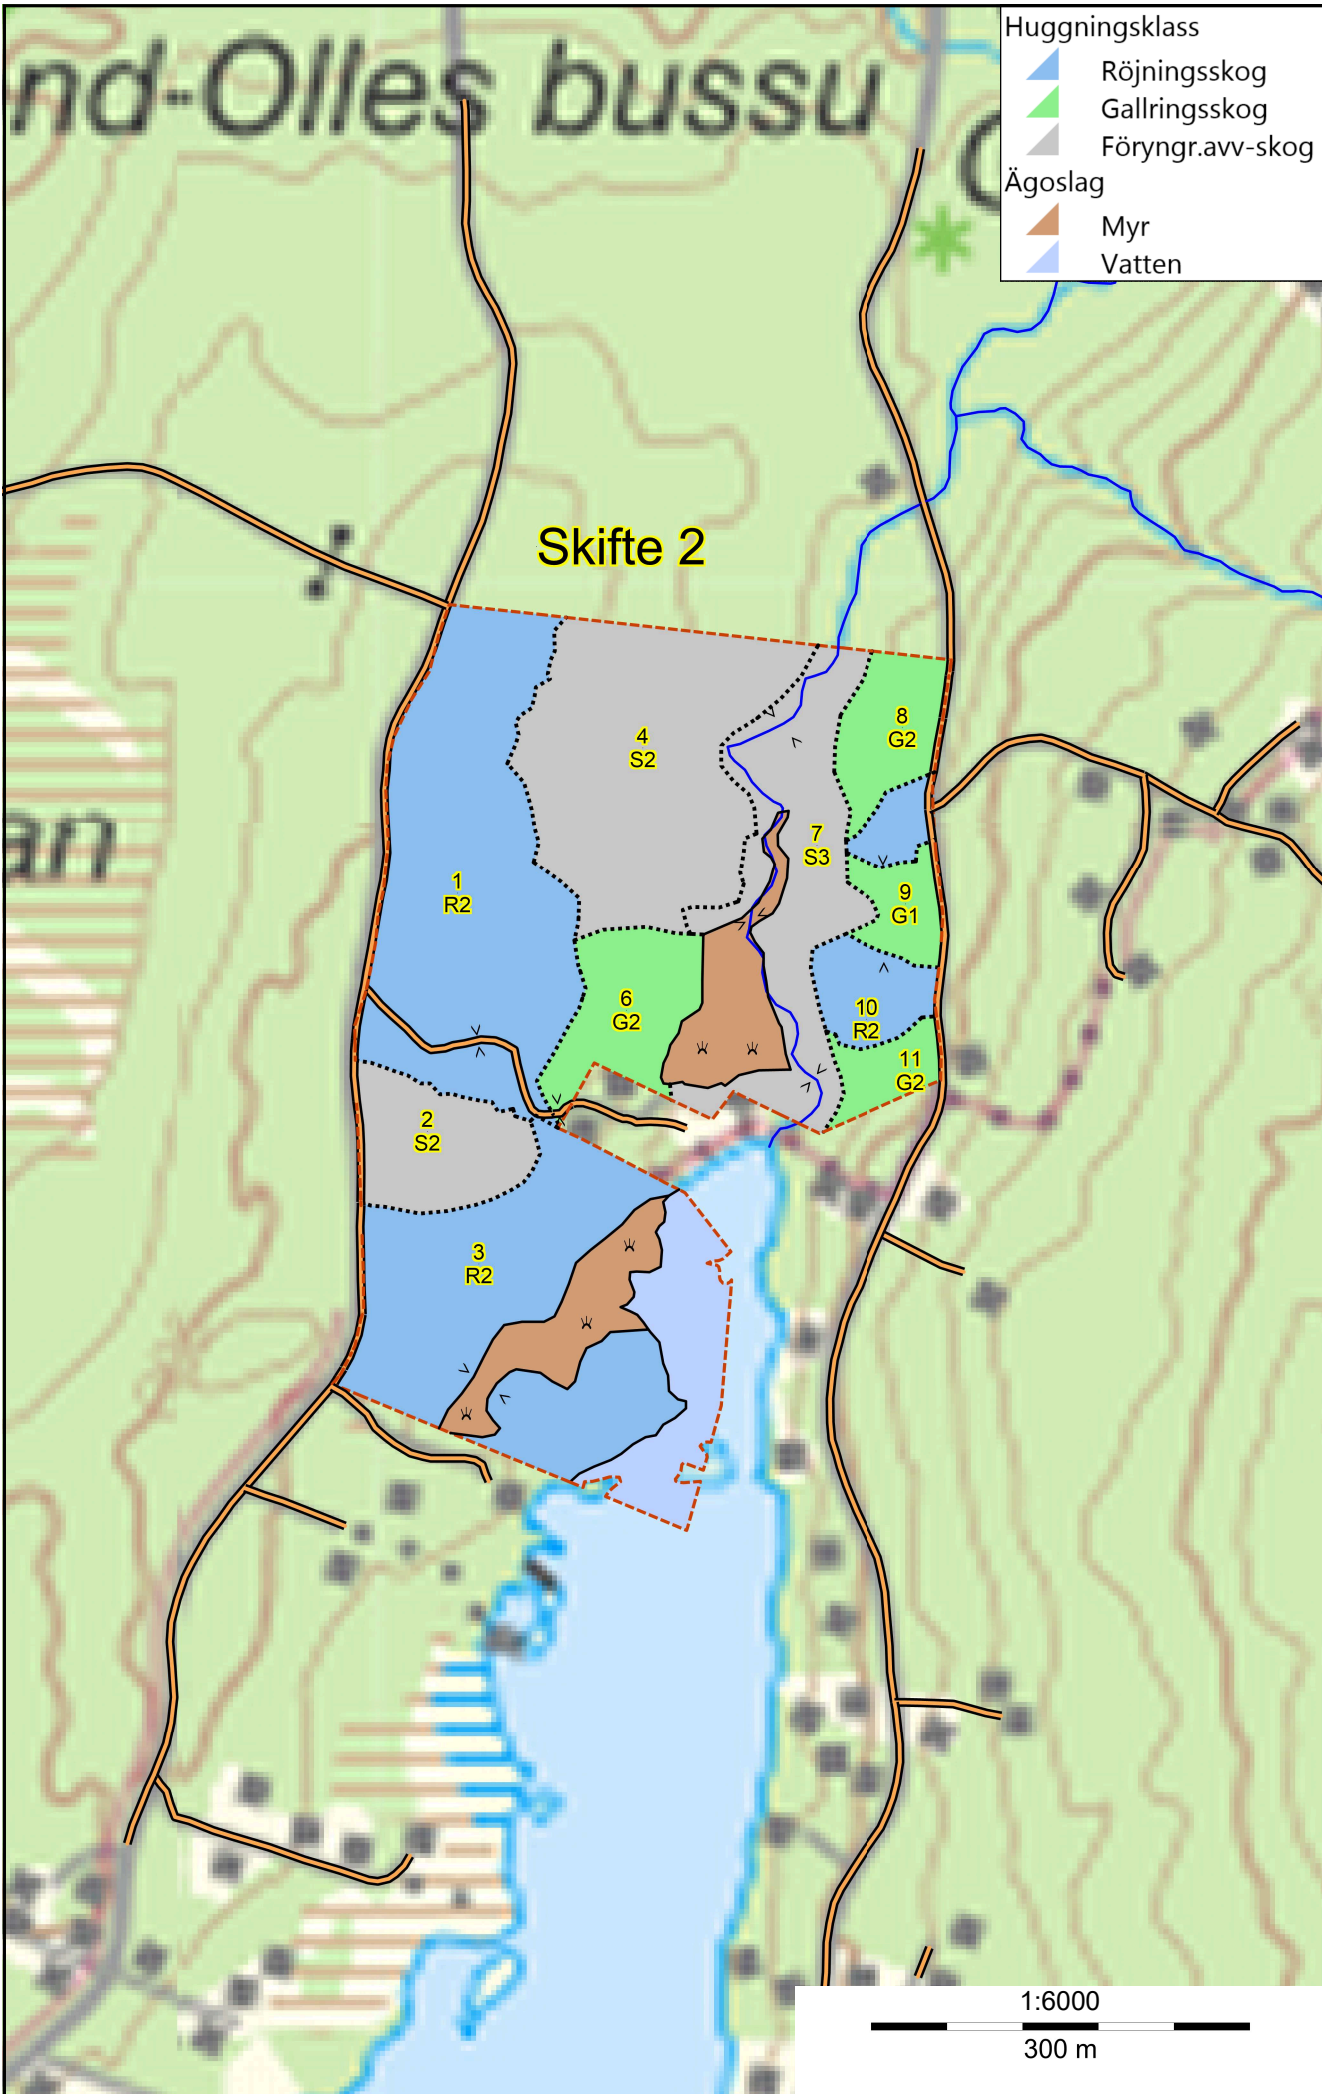 nd-Olles bussu
Huggningsklass
Röjningsskog
Gallringsskog
Föryngr.avv-skog
Ägoslag
Myr
Vatten
Skifte 2
4
S2
8
G2
an
7
S3
1
R2
9
G1
6
G2
10
R2
11
G2
2
S2
3
R2
1:6000
300 m